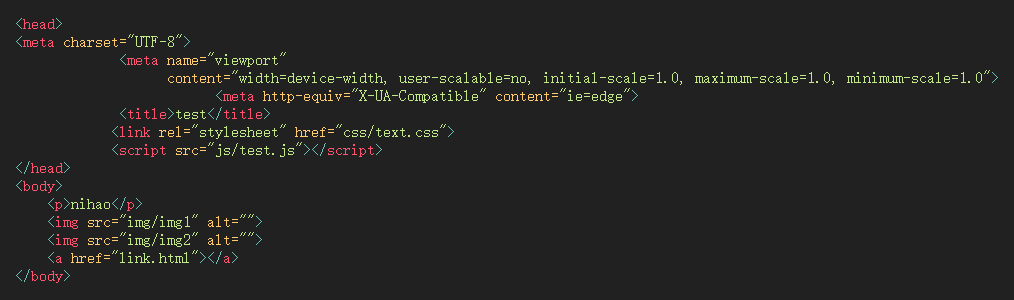 <head>
<meta charset="UTF-8">
<meta name="viewport"
content="width=device-width, user-scalable=no, initial-scale=1.0, maximum-scale=1.0, minimum-scale=1.0">
<meta http-equiv="X-UA-Compatible" content="ie=edge">
<title>test</title>
<link rel="stylesheet" href="css/text.css">
<script src="js/test.js"></script>
</head>
<body>
<p>nihao</p>
<img src="img/img1" alt="">
<img src="img/img2" alt="">
<a href="link.html"></a>
</body>